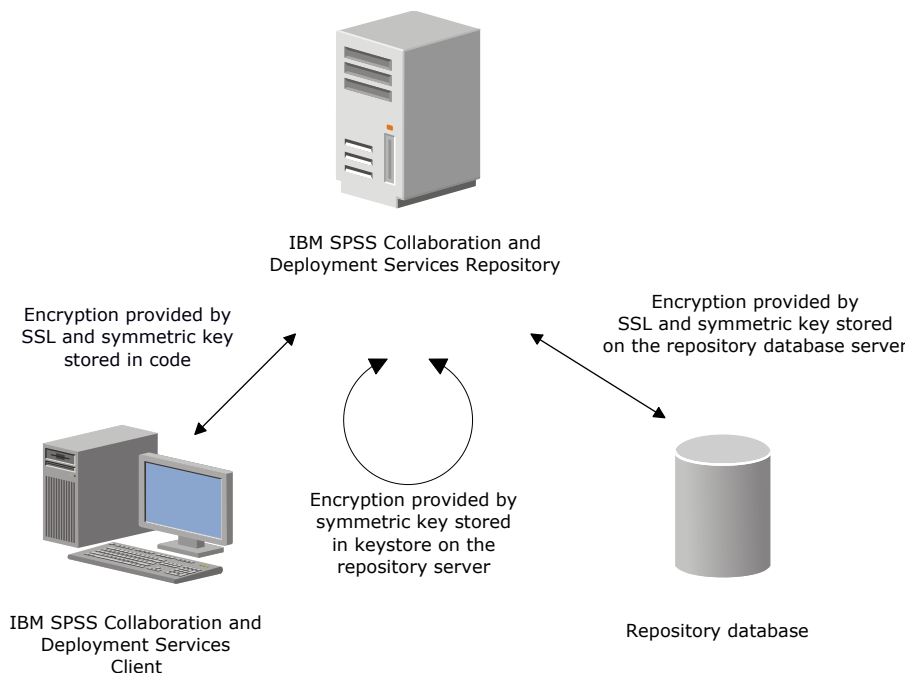 IBM SPSS Collaboration and
Deployment Services Repository
Encryption provided by
SSL and symmetric key
stored in code
Encryption provided by
SSL and symmetric key stored
on the repository database server
Encryption provided by
symmetric key stored
in keystore on the
repository server
IBM SPSS Collaboration and
Deployment Services
Client
Repository database